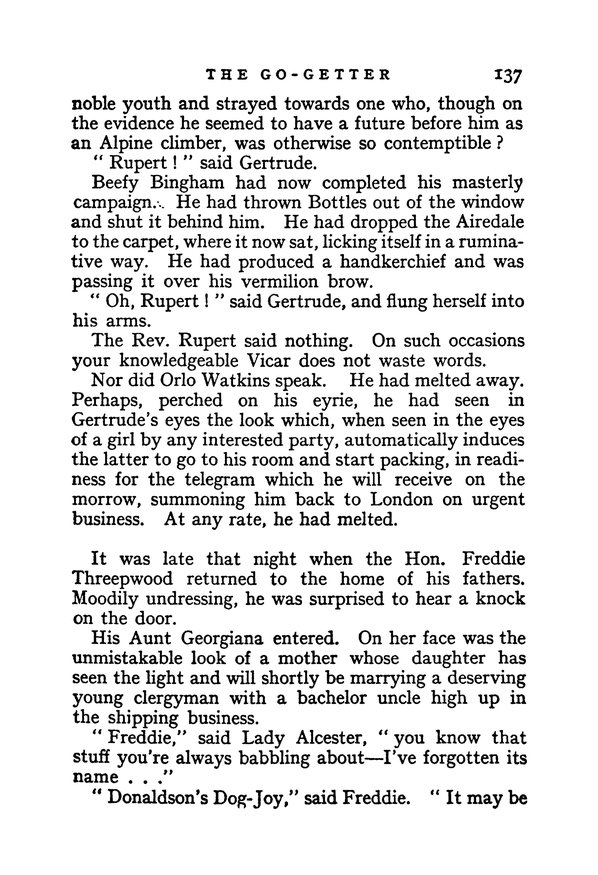 THE GO-GETTER 137
noble youth and strayed towards one who, though on
the evidence he seemed to have a future before him as
an Alpine climber, was otherwise so contemptible ?
“ Rupert ! ” said Gertrude.
Beefy Bingham had now completed his masterly
campaign. He had thrown Bottles out of the window
and shut it behind him. He had dropped the Airedale
to the carpet, where it now sat, licking itself in a rumina-
tive way. He had produced a handkerchief and was
passing it over his vermilion brow.
“ Oh, Rupert ! ” said Gertrude, and flung herself into
his arms.
The Rev. Rupert said nothing. On such occasions
your knowledgeable Vicar does not waste words.
Nor did Orlo Watkins speak. He had melted away.
Perhaps, perched on his eyrie, he had seen in
Gertrude’s eyes the look which, when seen in the eyes
of a girl by any interested party, automatically induces
the latter to go to his room and start packing, in readi-
ness for the telegram which he will receive on the
morrow, summoning him back to London on urgent
business. At any rate, he had melted.
It was late that night when the Hon. Freddie
Threepwood returned to the home of his fathers.
Moodily undressing, he was surprised to hear a knock
on the door.
His Aunt Georgiana entered. On her face was the
unmistakable look of a mother whose daughter has
seen the light and will shortly be marrying a deserving
young clergyman with a bachelor uncle high up in
the shipping business.
“ Freddie,” said Lady Alcester, “ you know that
stuff you’re always babbling about—I’ve forgotten its
name . . .”
“ Donaldson’s Dog-Joy,” said Freddie. “ It may be